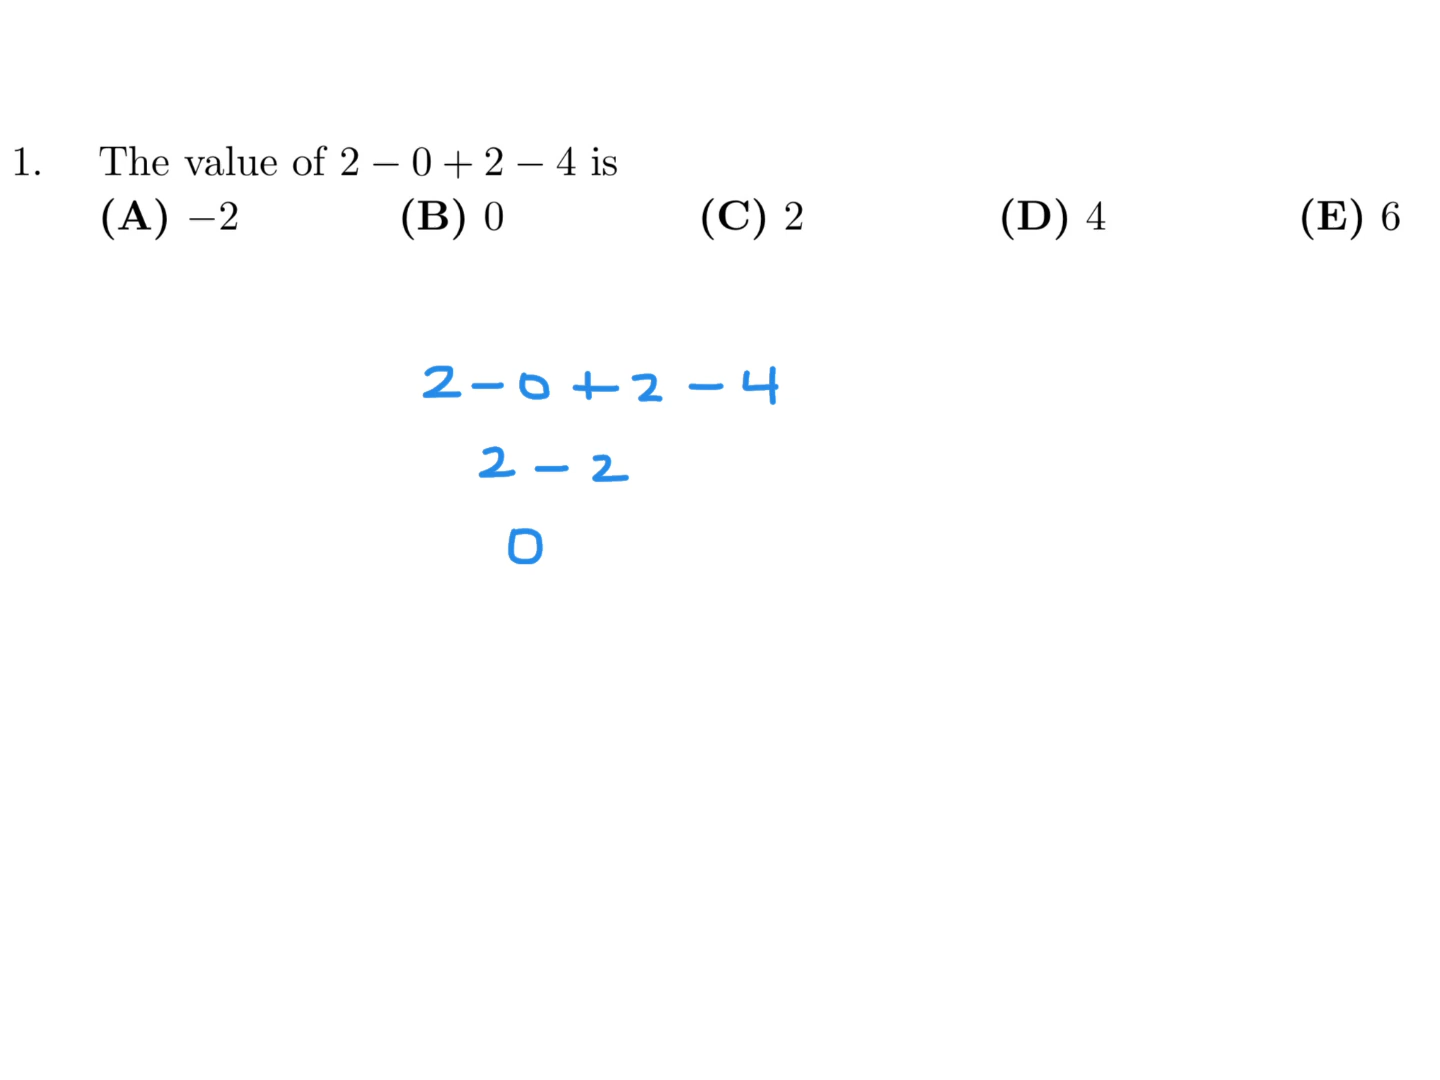 1. The value of 2 − 0 + 2 − 4 is
(A) −2 (B) 0 (C) 2 (D) 4 (E) 6
2 − 0 + 2 − 4
2 − 2
0